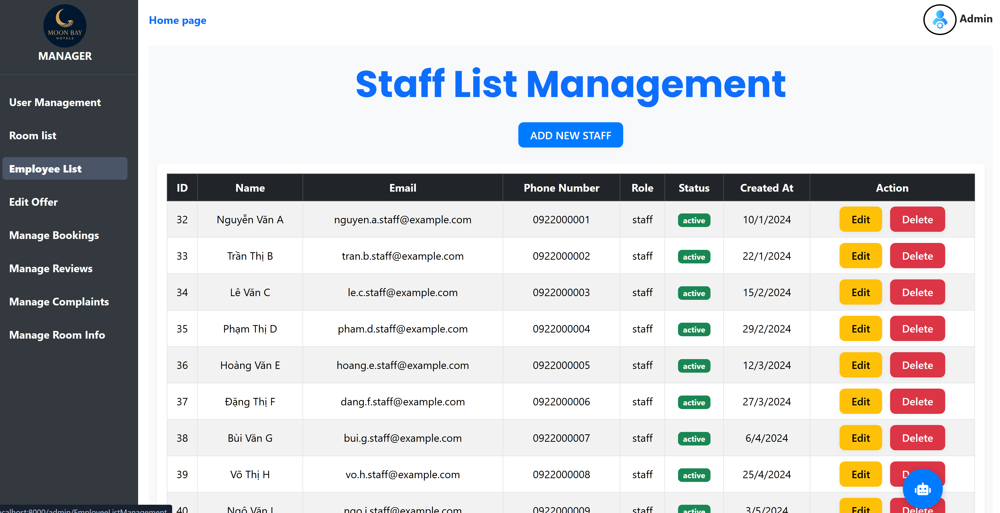 MOON BAY
HOTELS
MANAGER
User Management
Room list
Employee List
Edit Offer
Manage Bookings
Manage Reviews
Manage Complaints
Manage Room Info
Home page
Admin
Staff List Management
ADD NEW STAFF
ID Name Email Phone Number Role Status Created At Action
32 Nguyễn Văn A nguyen.a.staff@example.com 0922000001 staff active 10/1/2024 Edit Delete
33 Trần Thị B tran.b.staff@example.com 0922000002 staff active 22/1/2024 Edit Delete
34 Lê Văn C le.c.staff@example.com 0922000003 staff active 15/2/2024 Edit Delete
35 Phạm Thị D pham.d.staff@example.com 0922000004 staff active 29/2/2024 Edit Delete
36 Hoàng Văn E hoang.e.staff@example.com 0922000005 staff active 12/3/2024 Edit Delete
37 Đặng Thị F dang.f.staff@example.com 0922000006 staff active 27/3/2024 Edit Delete
38 Bùi Văn G bui.g.staff@example.com 0922000007 staff active 6/4/2024 Edit Delete
39 Võ Thị H vo.h.staff@example.com 0922000008 staff active 25/4/2024 Edit
40 Ngô Văn I ngo.i.staff@example.com 0922000009 staff active 3/5/2024 Edit Delete
ocalhost:8000/admin/EmployeeListManagement